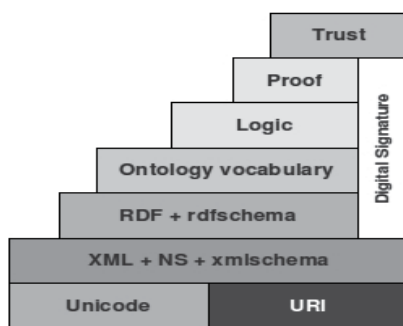 Trust
Proof
Logic
Digital Signature
Ontology vocabulary
RDF + rdfschema
XML + NS + xmlschema
Unicode
URI